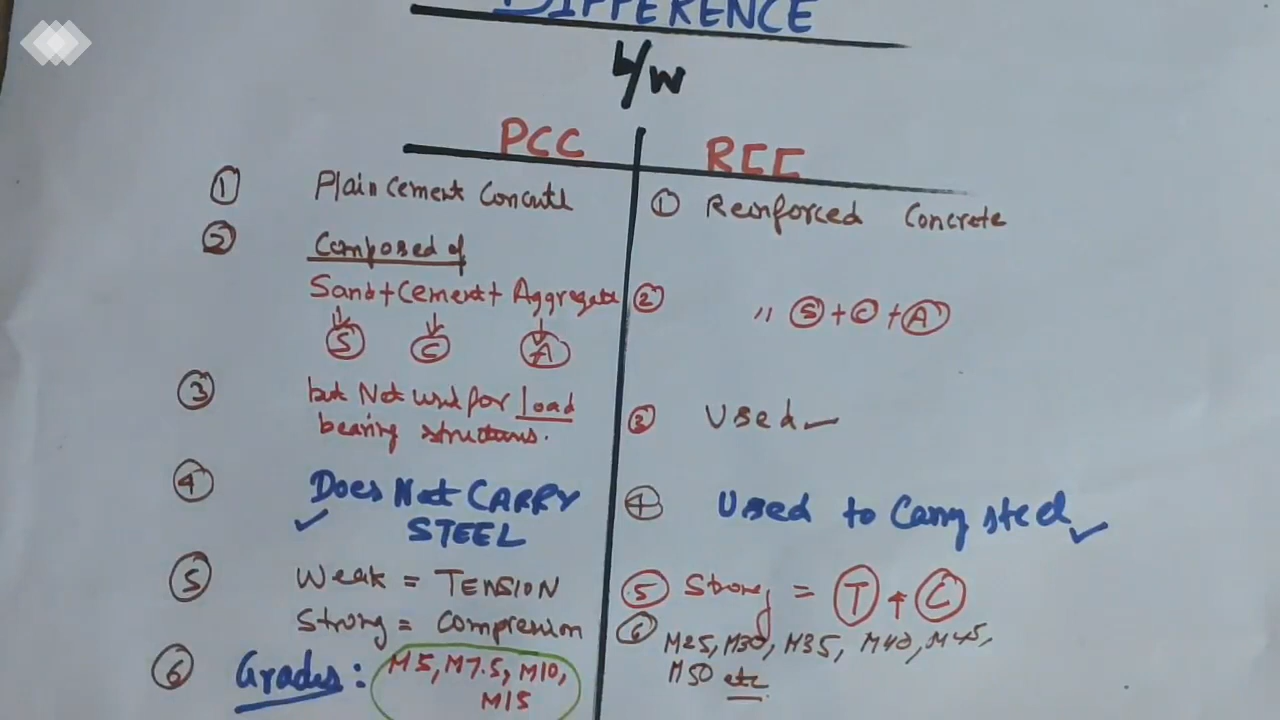 DIFFERENCE
b/w
PCC
RCC
① Plain cement Concrete
① Reinforced Concrete
② Composed of
Sand + Cement + Aggregate
② " Ⓢ + Ⓒ + Ⓐ
Ⓢ Ⓒ Ⓐ
③ but Not used for load
bearing structures.
③ Used ✓
④ Does Not CARRY
✓ STEEL
④ Used to Carry steel ✓
⑤ Weak = TENSION
Strong = Compression
⑤ Strong = Ⓣ + Ⓒ
⑥ Grades: M5, M7.5, M10,
M15
⑥ M25, M30, M35, M40, M45,
M50 etc